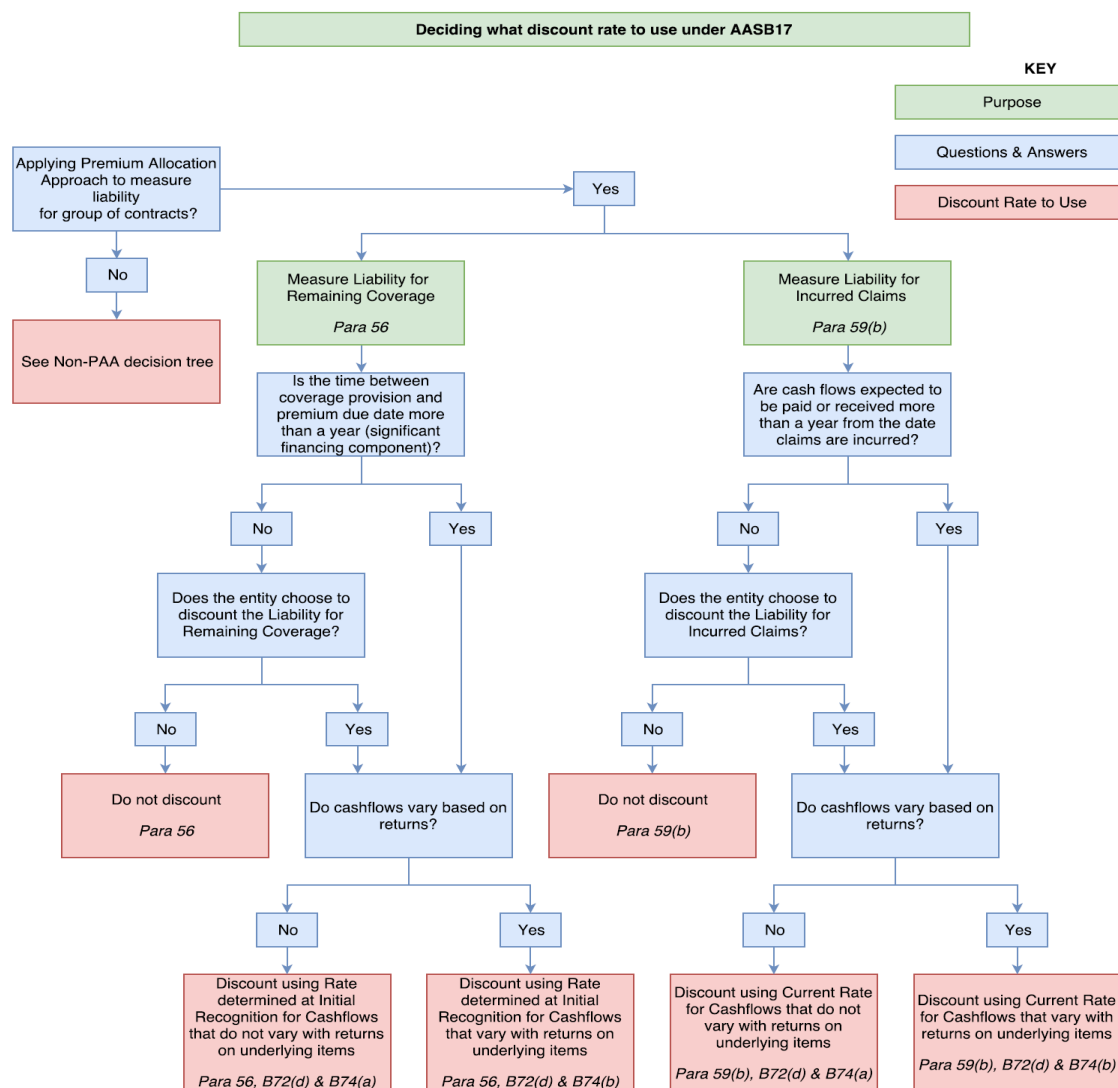 Deciding what discount rate to use under AASB17
KEY
Purpose
Questions & Answers
Discount Rate to Use
Applying Premium Allocation
Approach to measure
liability
for group of contracts?
Yes
No
See Non-PAA decision tree
Measure Liability for
Remaining Coverage
Para 56
Measure Liability for
Incurred Claims
Para 59(b)
Is the time between
coverage provision and
premium due date more
than a year (significant
financing component)?
Are cash flows expected to
be paid or received more
than a year from the date
claims are incurred?
No
Yes
No
Yes
Does the entity choose to
discount the Liability for
Remaining Coverage?
Does the entity choose to
discount the Liability for
Incurred Claims?
No
Yes
No
Yes
Do not discount
Para 56
Do cashflows vary based on
returns?
Do not discount
Para 59(b)
Do cashflows vary based on
returns?
No
Yes
No
Yes
Discount using Rate
determined at Initial
Recognition for Cashflows
that do not vary with returns
on underlying items
Para 56, B72(d) & B74(a)
Discount using Rate
determined at Initial
Recognition for Cashflows
that vary with returns on
underlying items
Para 56, B72(d) & B74(b)
Discount using Current Rate
for Cashflows that do not
vary with returns on
underlying items
Para 59(b), B72(d) & B74(a)
Discount using Current Rate
for Cashflows that vary with
returns on underlying items
Para 59(b), B72(d) & B74(b)